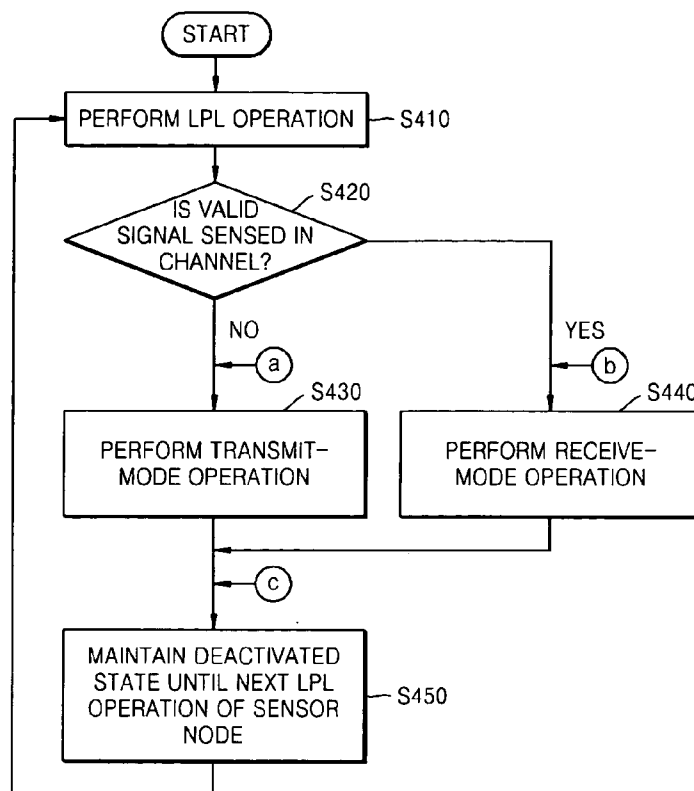 START
PERFORM LPL OPERATION
S410
S420
IS VALID
SIGNAL SENSED IN
CHANNEL?
NO
YES
a
b
S430
S440
PERFORM TRANSMIT-
MODE OPERATION
PERFORM RECEIVE-
MODE OPERATION
c
MAINTAIN DEACTIVATED
STATE UNTIL NEXT LPL
OPERATION OF SENSOR
NODE
S450